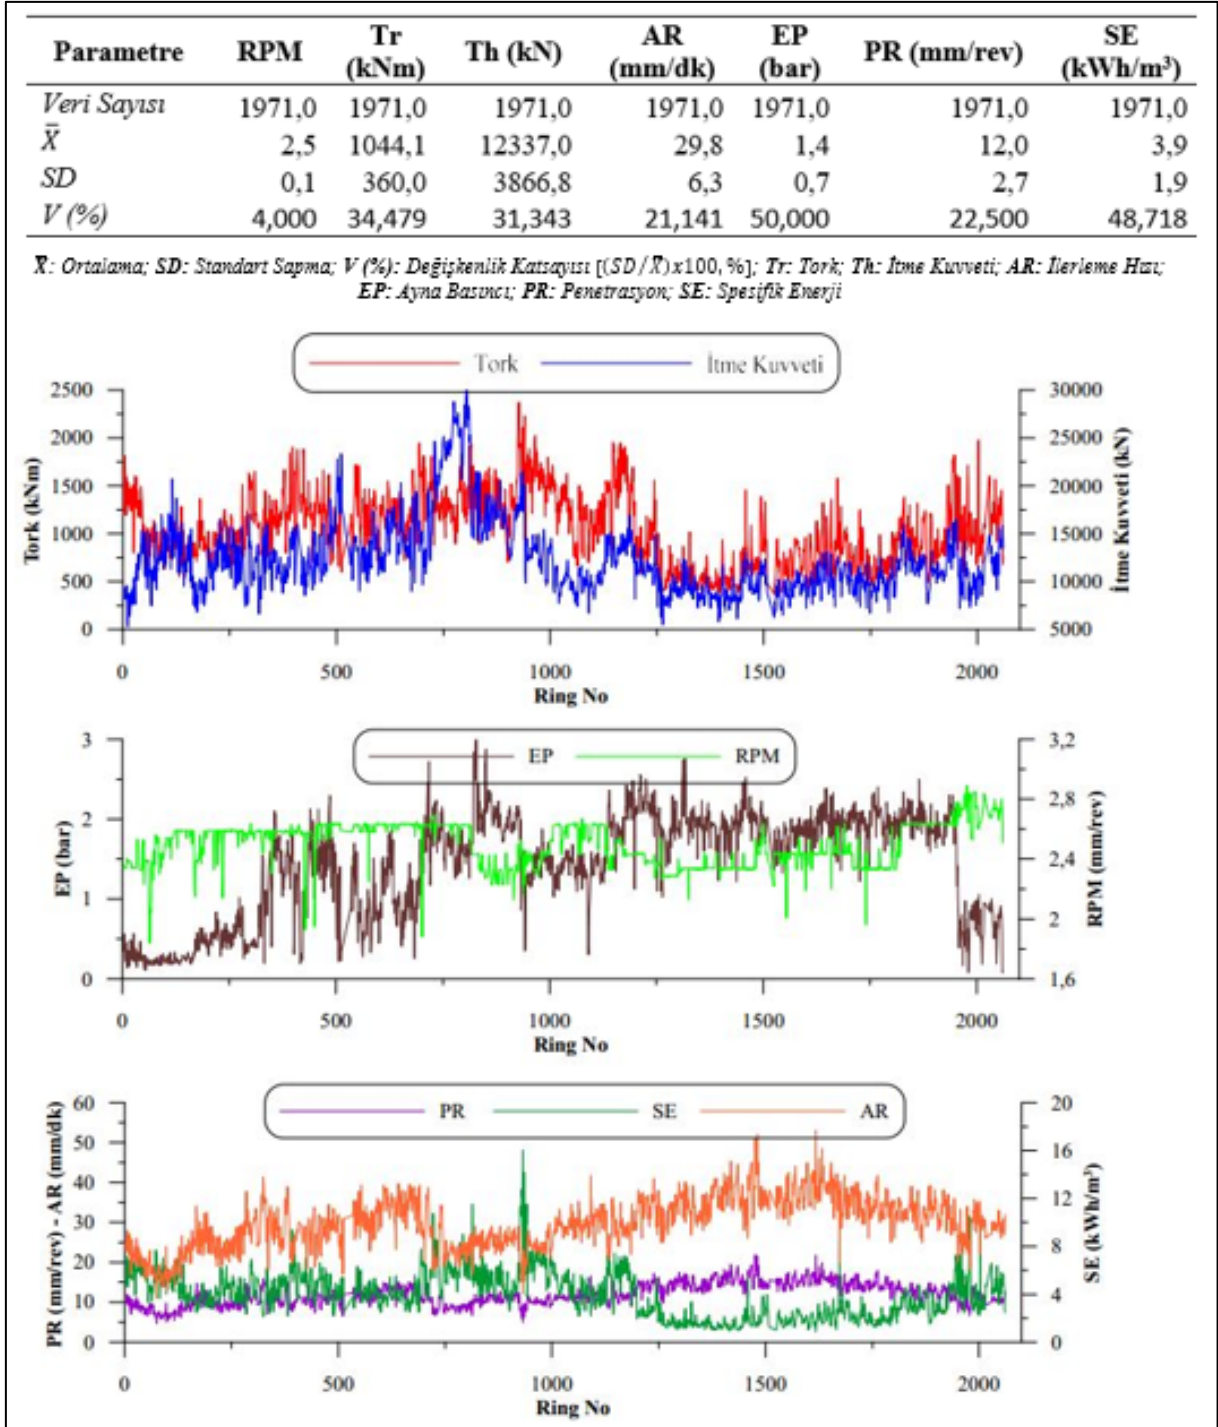 Parametre RPM Tr (kNm) Th (kN) AR (mm/dk) EP (bar) PR (mm/rev) SE (kWh/m³)
Veri Sayısı 1971,0 1971,0 1971,0 1971,0 1971,0 1971,0 1971,0
X̄ 2,5 1044,1 12337,0 29,8 1,4 12,0 3,9
SD 0,1 360,0 3866,8 6,3 0,7 2,7 1,9
V (%) 4,000 34,479 31,343 21,141 50,000 22,500 48,718
X̄: Ortalama; SD: Standart Sapma; V (%): Değişkenlik Katsayısı [(SD/X̄)x100, %]; Tr: Tork; Th: İtme Kuvveti; AR: İlerleme Hızı;
EP: Ayna Basıncı; PR: Penetrasyon; SE: Spesifik Enerji
Tork İtme Kuvveti
2500 30000
2000 25000
1500 20000
1000 15000
500 10000
0 5000
Tork (kNm)
İtme Kuvveti (kN)
0 500 1000 1500 2000
Ring No
EP RPM
3 3,2
2,8
2
2,4
1
2
0 1,6
EP (bar)
RPM (mm/rev)
0 500 1000 1500 2000
Ring No
PR SE AR
60 20
50 16
40 12
30
20 8
10 4
0 0
PR (mm/rev) - AR (mm/dk)
SE (kWh/m³)
0 500 1000 1500 2000
Ring No